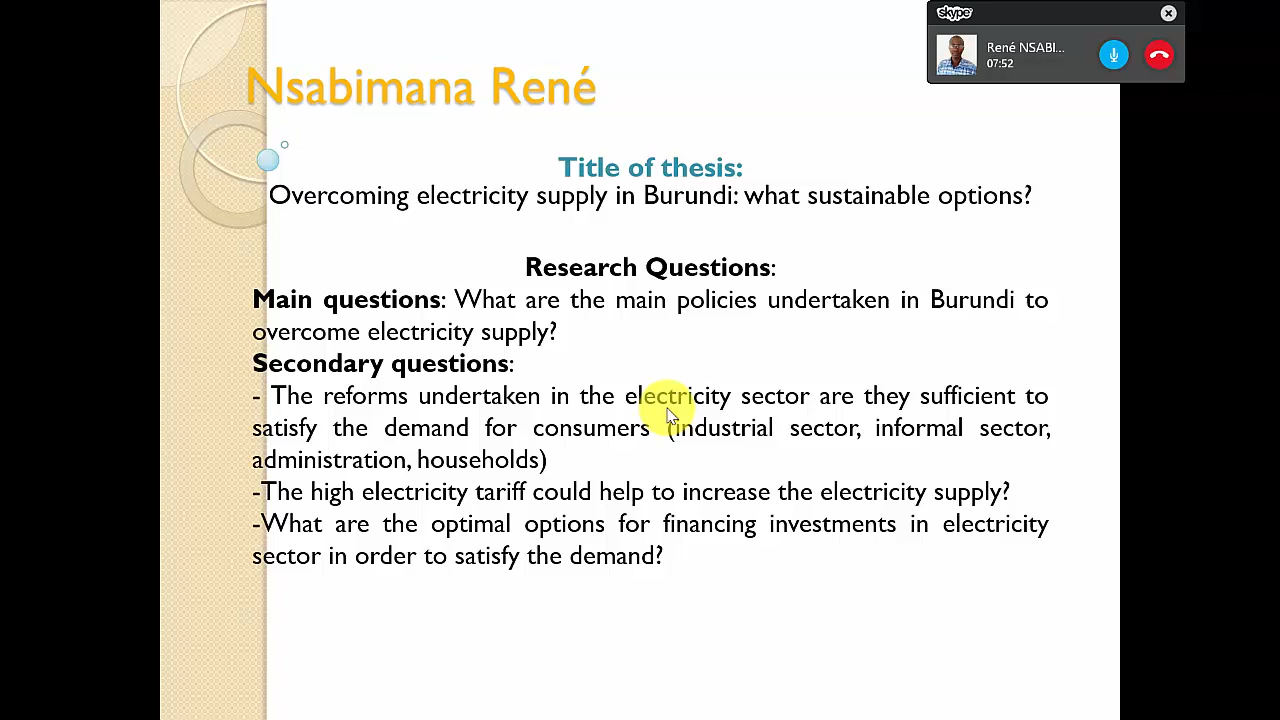 skype
René NSABI...
07:52
Nsabimana René
Title of thesis:
Overcoming electricity supply in Burundi: what sustainable options?
Research Questions:
Main questions: What are the main policies undertaken in Burundi to
overcome electricity supply?
Secondary questions:
- The reforms undertaken in the electricity sector are they sufficient to
satisfy the demand for consumers (industrial sector, informal sector,
administration, households)
-The high electricity tariff could help to increase the electricity supply?
-What are the optimal options for financing investments in electricity
sector in order to satisfy the demand?